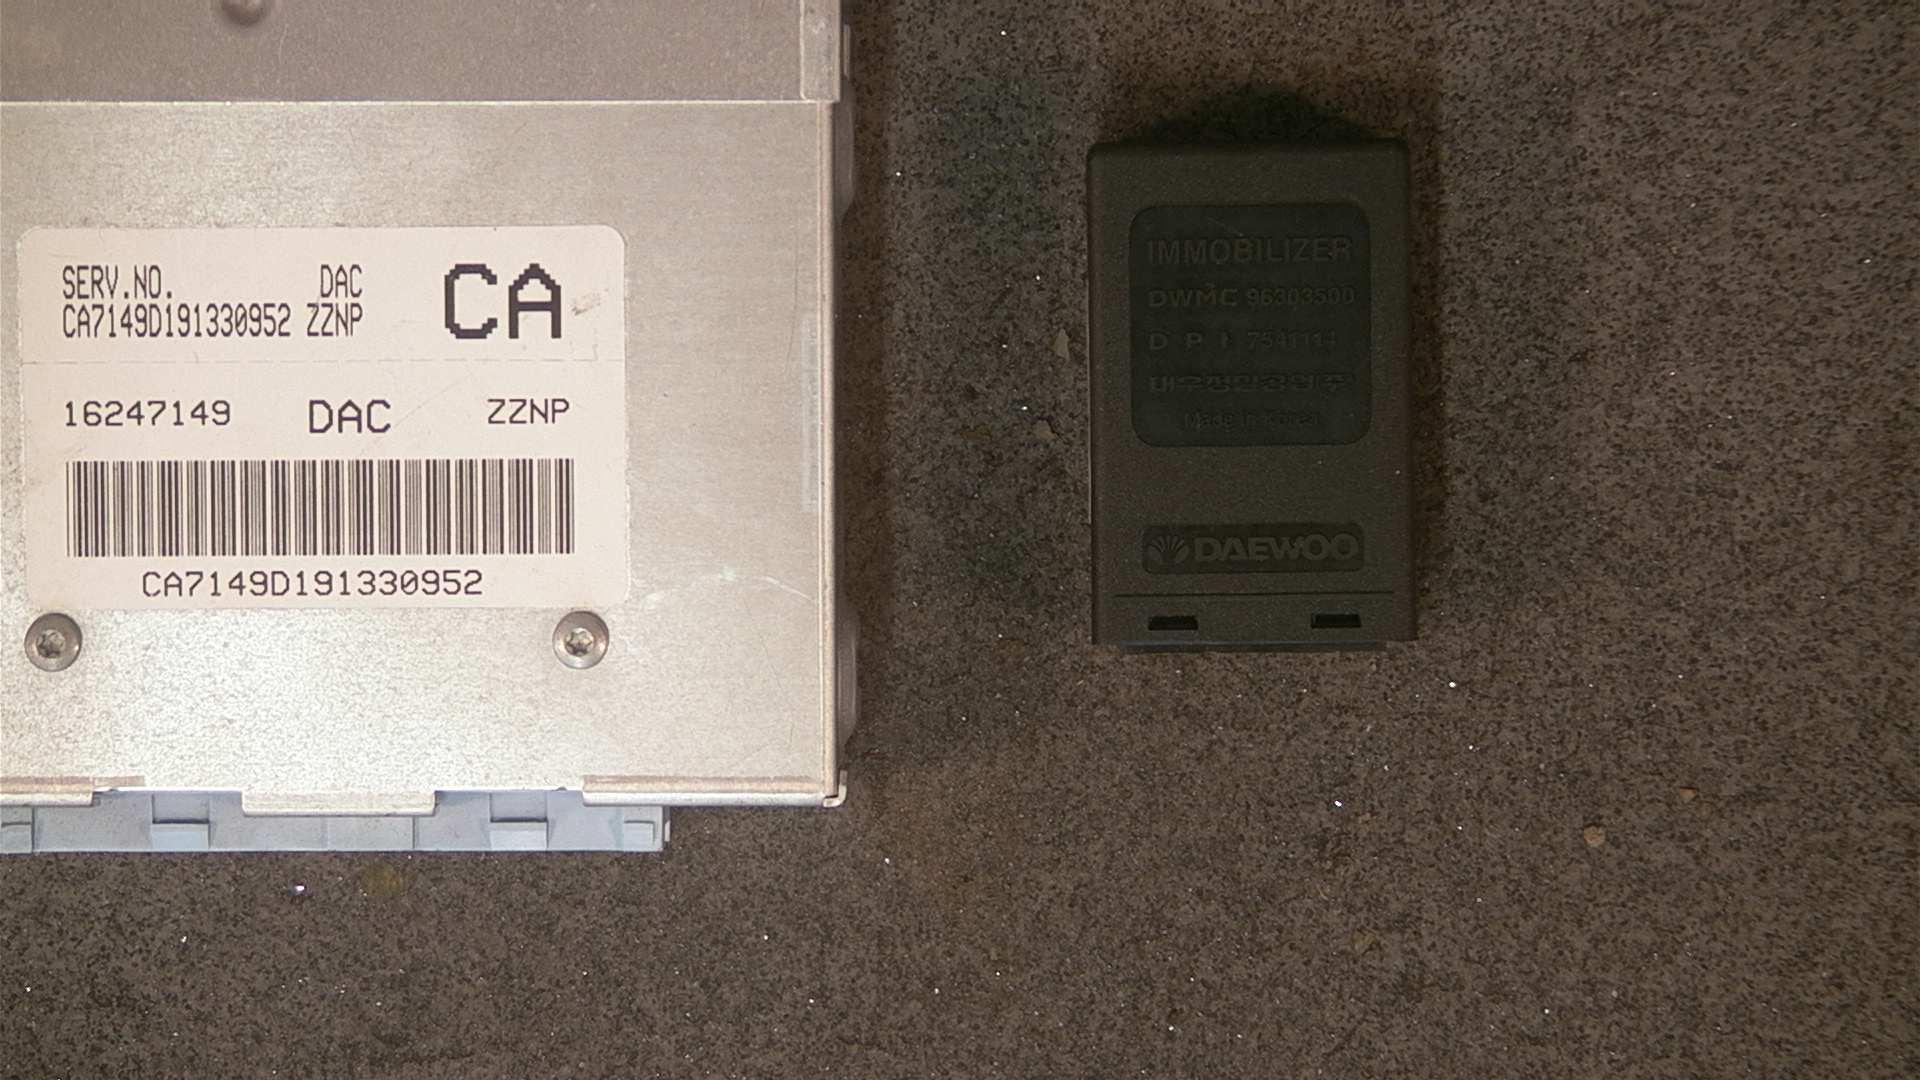 SERV.NO. DAC
CA7149D191330952 ZZNP
CA
16247149 DAC ZZNP
CA7149D191330952
IMMOBILIZER
DWMC 96303500
D P I 7541114
Made in Korea
DAEWOO